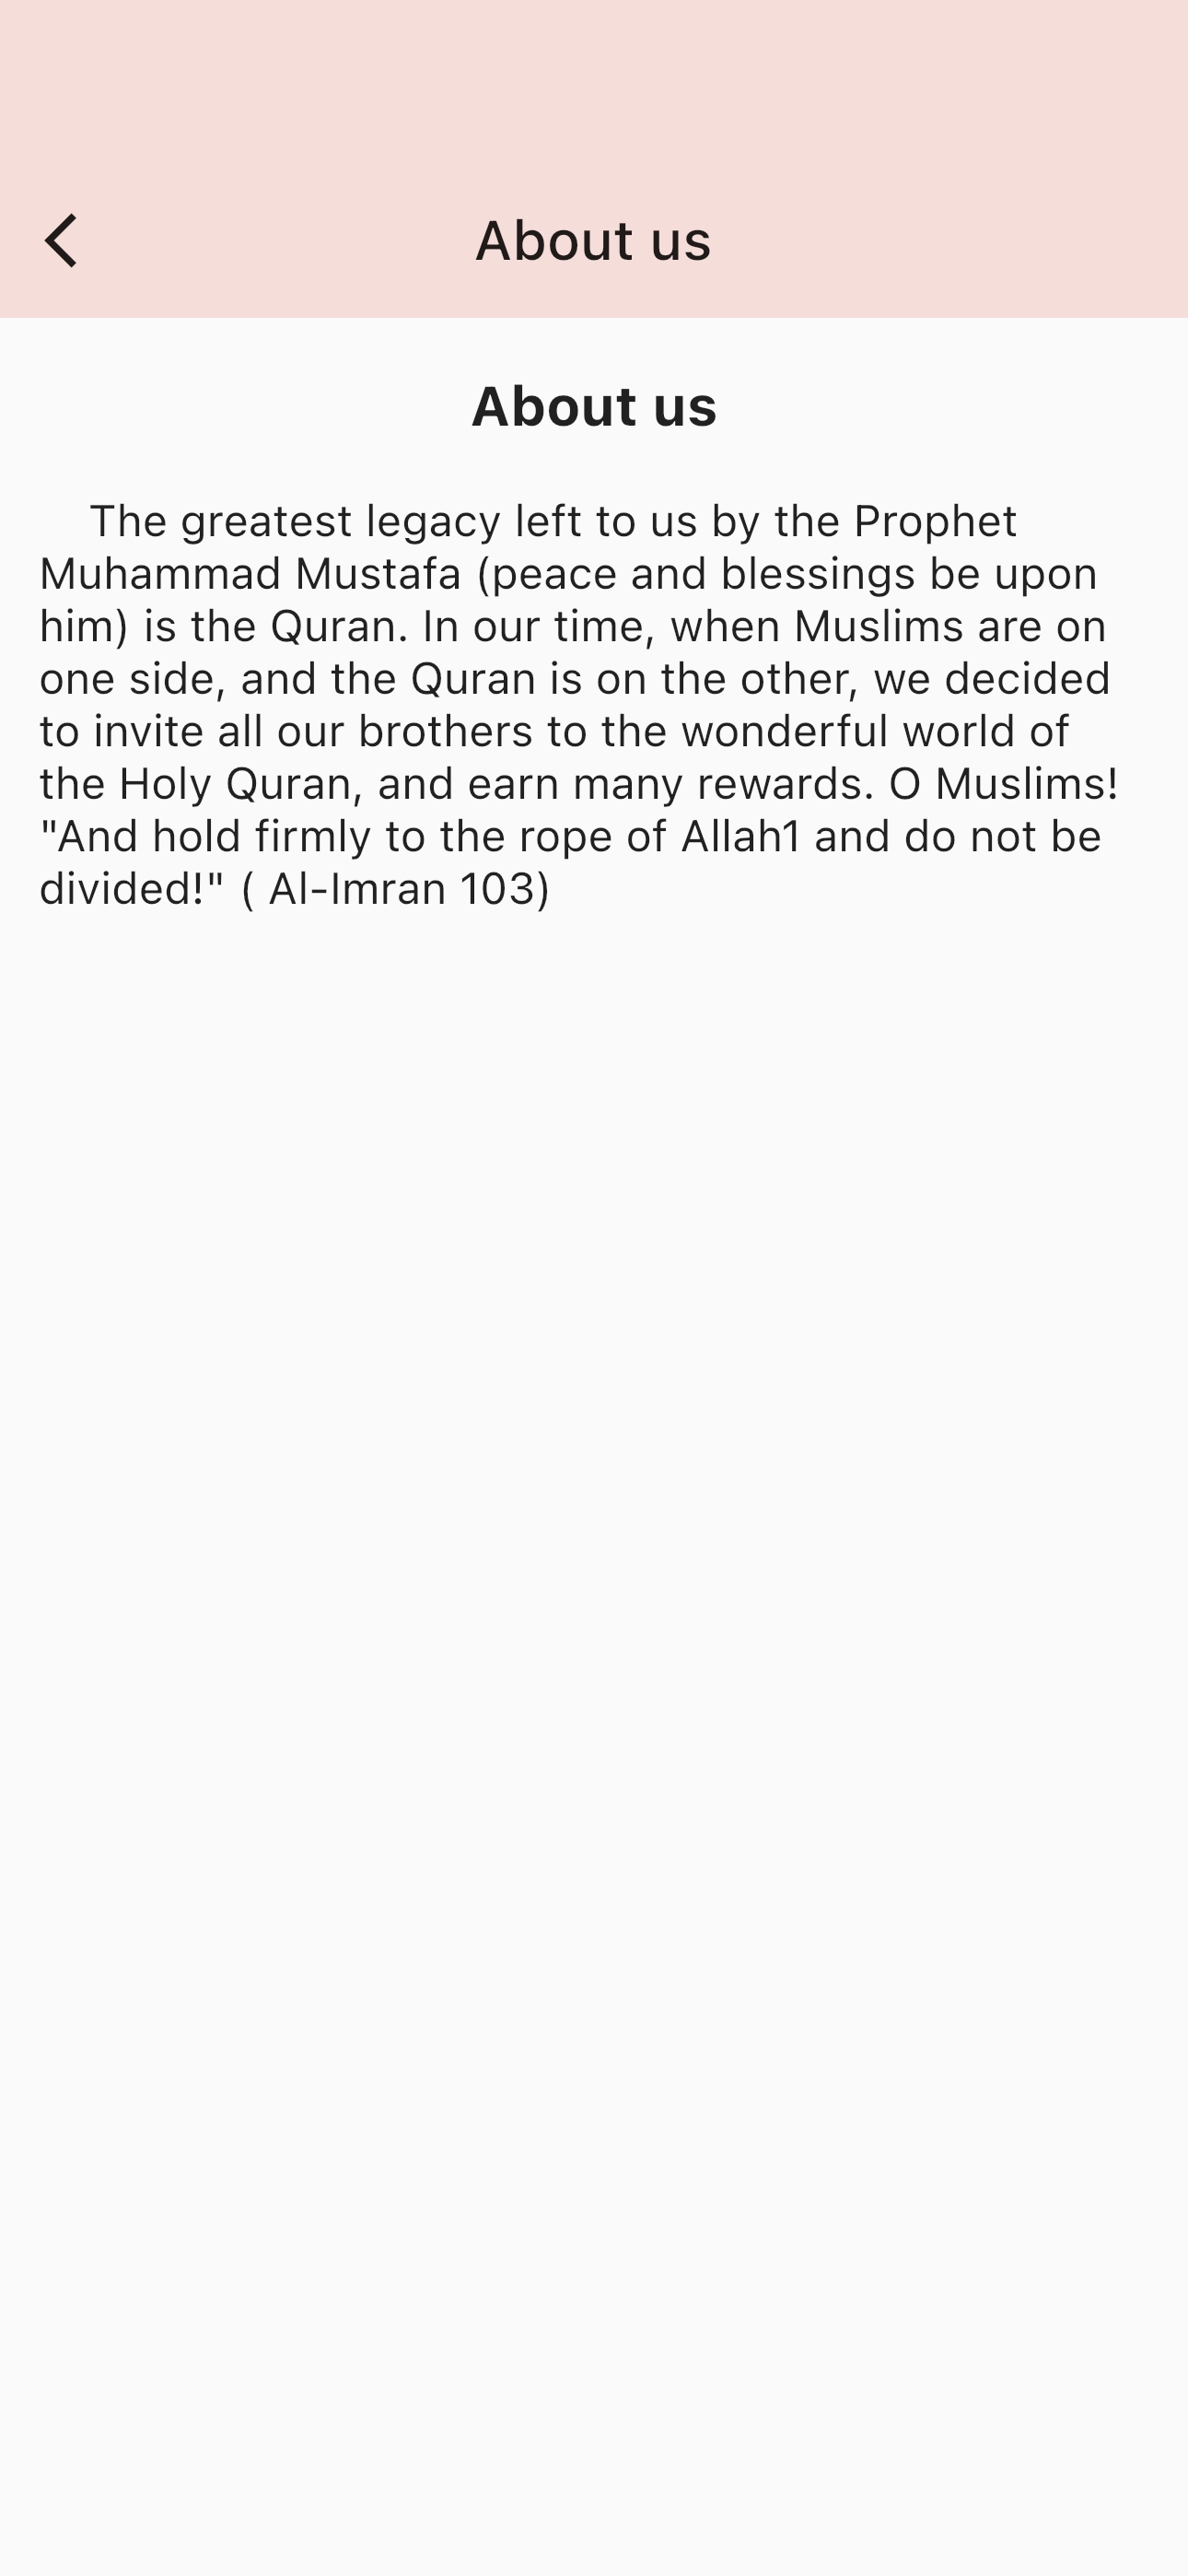 About us
About us
The greatest legacy left to us by the Prophet
Muhammad Mustafa (peace and blessings be upon
him) is the Quran. In our time, when Muslims are on
one side, and the Quran is on the other, we decided
to invite all our brothers to the wonderful world of
the Holy Quran, and earn many rewards. O Muslims!
"And hold firmly to the rope of Allah1 and do not be
divided!" ( Al-Imran 103)